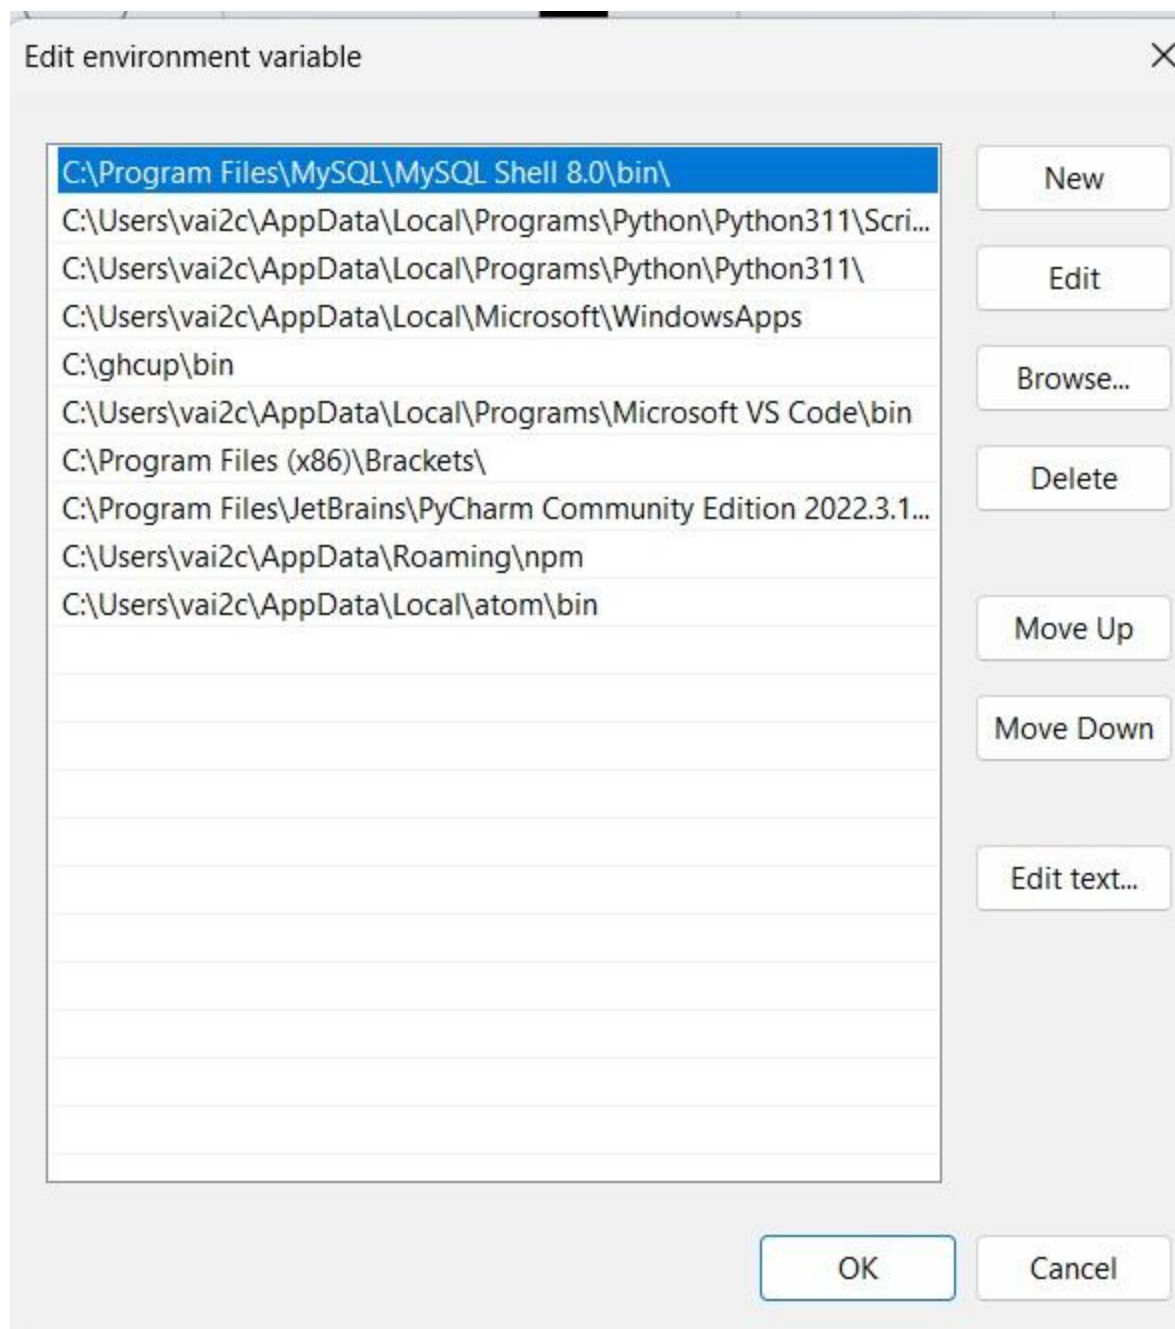 Edit environment variable
C:\Program Files\MySQL\MySQL Shell 8.0\bin\
C:\Users\vai2c\AppData\Local\Programs\Python\Python311\Scri...
C:\Users\vai2c\AppData\Local\Programs\Python\Python311\
C:\Users\vai2c\AppData\Local\Microsoft\WindowsApps
C:\ghcup\bin
C:\Users\vai2c\AppData\Local\Programs\Microsoft VS Code\bin
C:\Program Files (x86)\Brackets\
C:\Program Files\JetBrains\PyCharm Community Edition 2022.3.1...
C:\Users\vai2c\AppData\Roaming\npm
C:\Users\vai2c\AppData\Local\atom\bin
New
Edit
Browse...
Delete
Move Up
Move Down
Edit text...
OK
Cancel